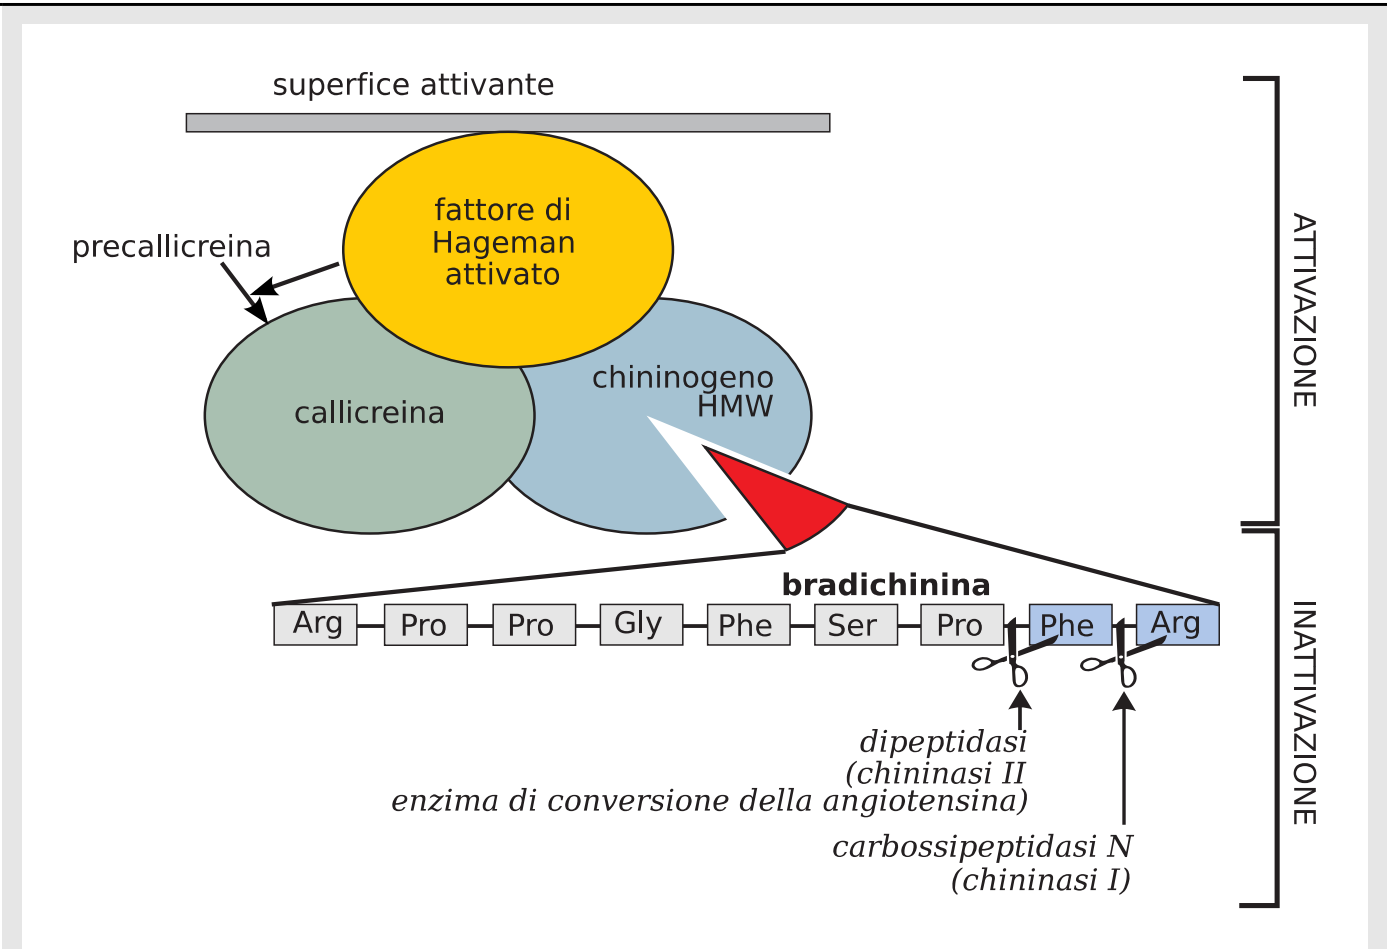 superfice attivante
fattore di
Hageman
attivato
precallicreina
callicreina
chininogeno
HMW
ATTIVAZIONE
bradichinina
Arg Pro Pro Gly Phe Ser Pro Phe Arg
dipeptidasi
(chininasi II
enzima di conversione della angiotensina)
carbossipeptidasi N
(chininasi I)
INATTIVAZIONE